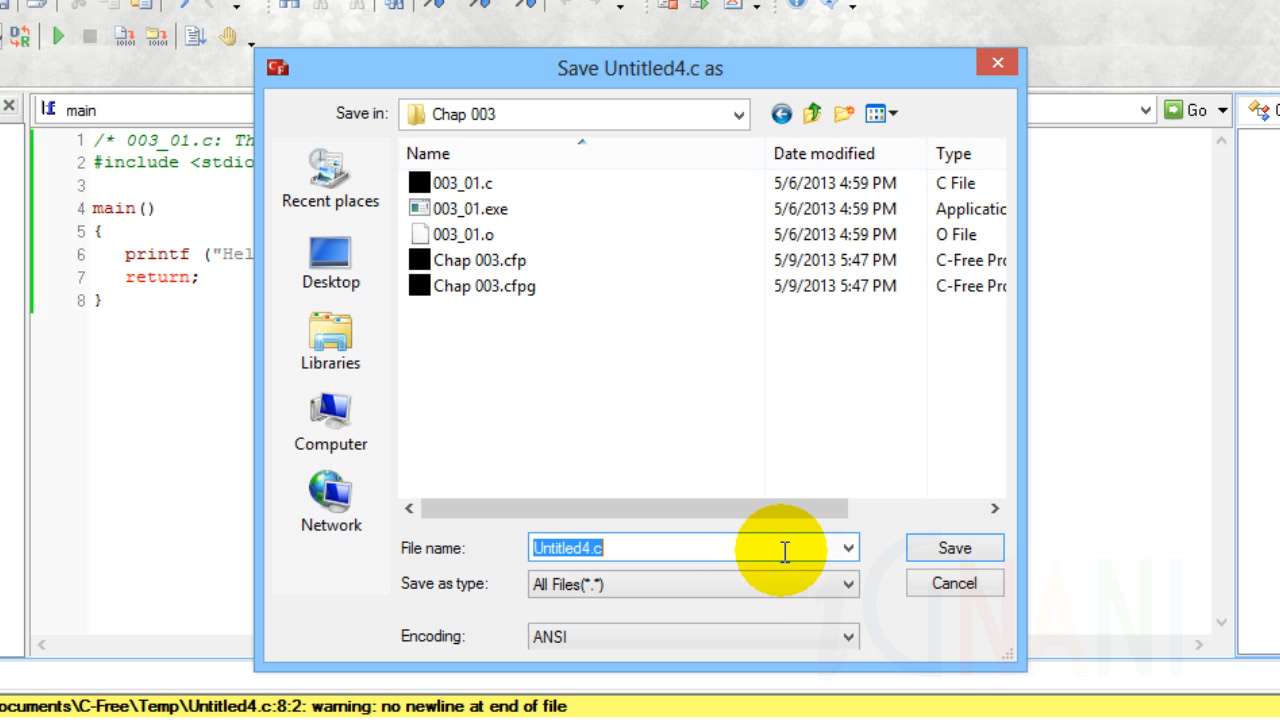 Save Untitled4.c as
main
Save in: Chap 003
Go
Name Date modified Type
003_01.c 5/6/2013 4:59 PM C File
003_01.exe 5/6/2013 4:59 PM Applicatio
003_01.o 5/6/2013 4:59 PM O File
Chap 003.cfp 5/9/2013 5:47 PM C-Free Pro
Chap 003.cfpg 5/9/2013 5:47 PM C-Free Pro
Recent places
Desktop
Libraries
Computer
Network
1 /* 003_01.c: Th
2 #include <stdio
3
4 main()
5 {
6 printf ("Hel
7 return;
8 }
File name: Untitled4.c Save
Save as type: All Files(*.*) Cancel
Encoding: ANSI
ocuments\C-Free\Temp\Untitled4.c:8:2: warning: no newline at end of file